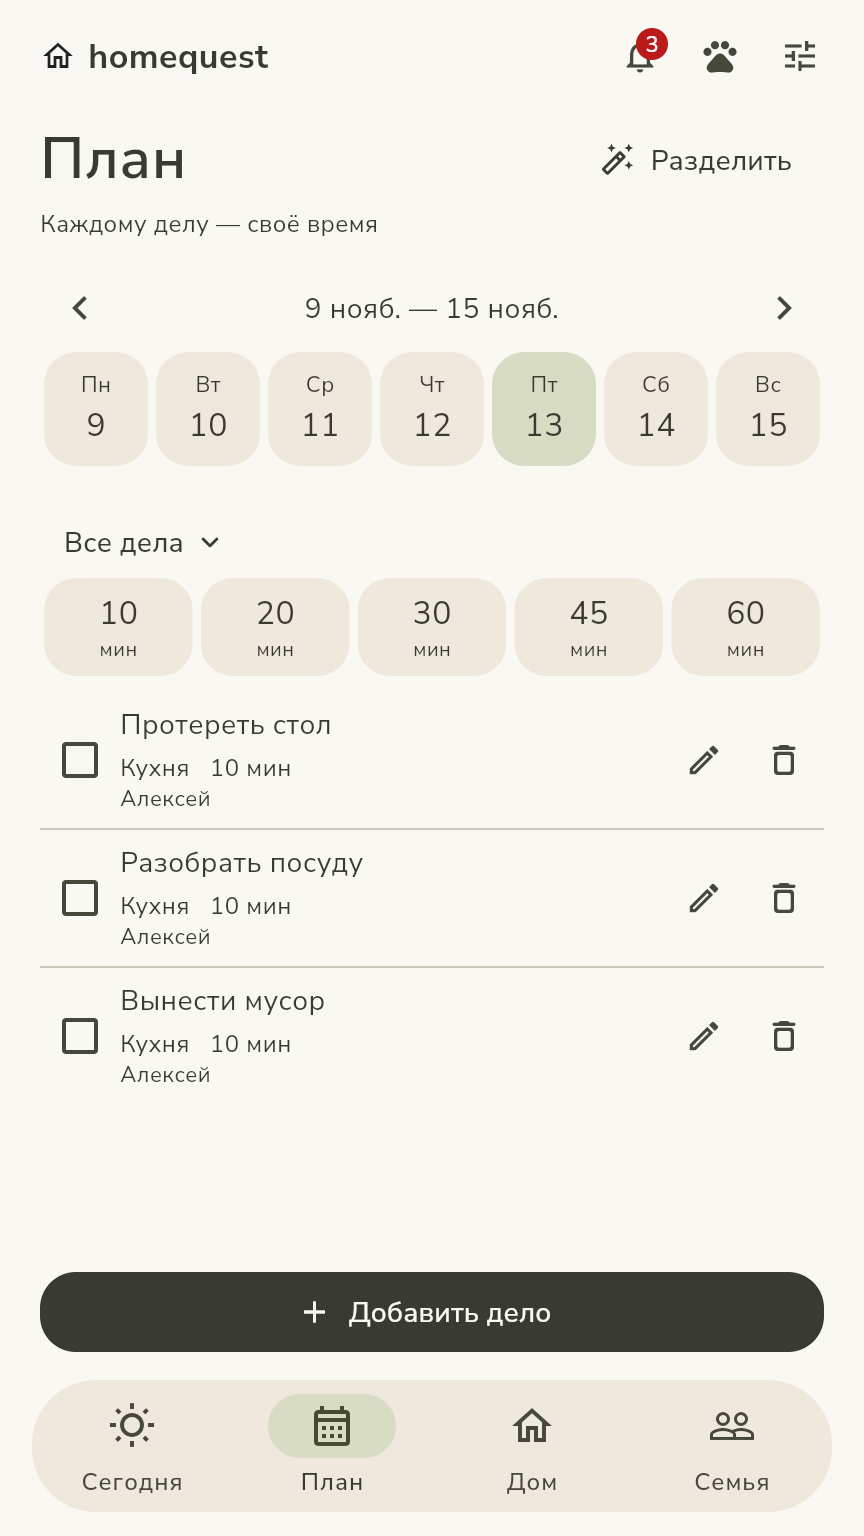 homequest
3
План
Разделить
Каждому делу — своё время
9 нояб. — 15 нояб.
Пн Вт Ср Чт Пт Сб Вс
9 10 11 12 13 14 15
Все дела
10 20 30 45 60
мин мин мин мин мин
Протереть стол
Кухня 10 мин
Алексей
Разобрать посуду
Кухня 10 мин
Алексей
Вынести мусор
Кухня 10 мин
Алексей
Добавить дело
Сегодня План Дом Семья